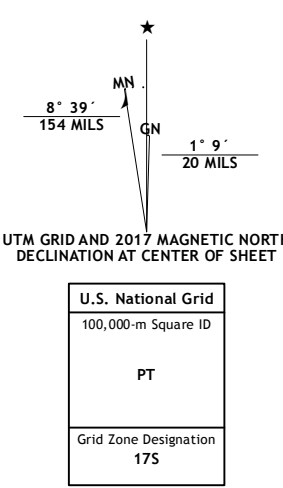 ★
MN
8° 39´
154 MILS
GN
1° 9´
20 MILS
UTM GRID AND 2017 MAGNETIC NORT
DECLINATION AT CENTER OF SHEET
U.S. National Grid
100,000-m Square ID
PT
Grid Zone Designation
17S